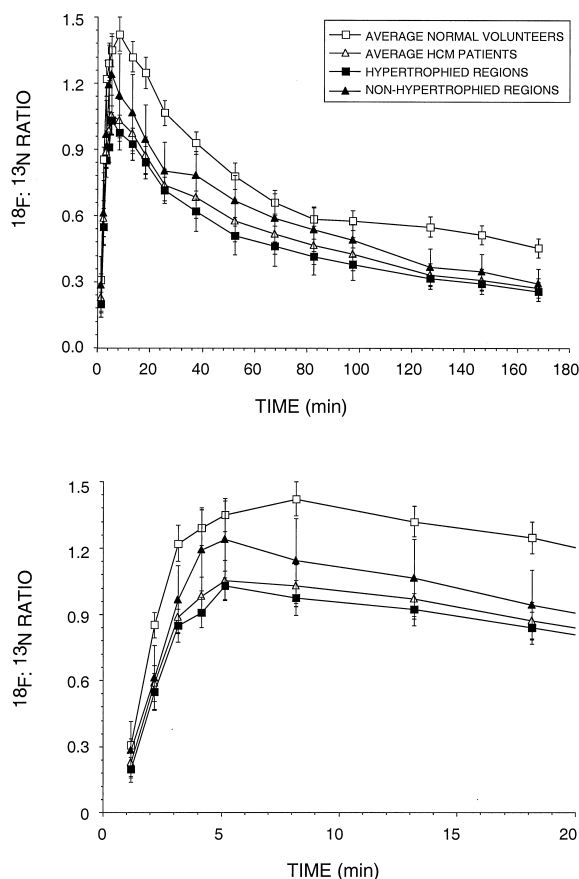 1.5
1.2
0.9
0.6
0.3
0.0
18F: 13N RATIO
AVERAGE NORMAL VOLUNTEERS
AVERAGE HCM PATIENTS
HYPERTROPHIED REGIONS
NON-HYPERTROPHIED REGIONS
0 20 40 60 80 100 120 140 160 180
TIME (min)
1.5
1.2
0.9
0.6
0.3
0
18F: 13N RATIO
0 5 10 15 20
TIME (min)